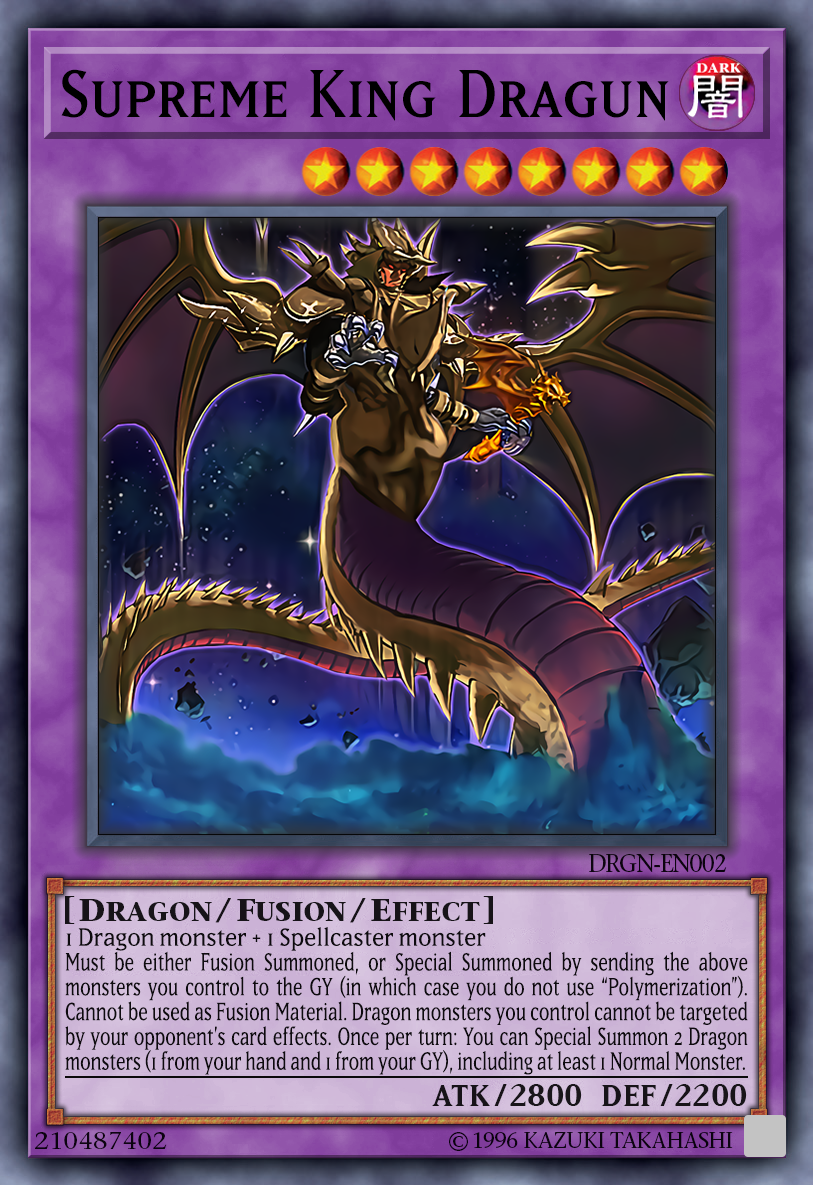 Supreme King Dragun
DARK
闇
DRGN-EN002
[Dragon/Fusion/Effect]
1 Dragon monster + 1 Spellcaster monster
Must be either Fusion Summoned, or Special Summoned by sending the above
monsters you control to the GY (in which case you do not use “Polymerization”).
Cannot be used as Fusion Material. Dragon monsters you control cannot be targeted
by your opponent's card effects. Once per turn: You can Special Summon 2 Dragon
monsters (1 from your hand and 1 from your GY), including at least 1 Normal Monster.
ATK/2800 DEF/2200
210487402
© 1996 KAZUKI TAKAHASHI